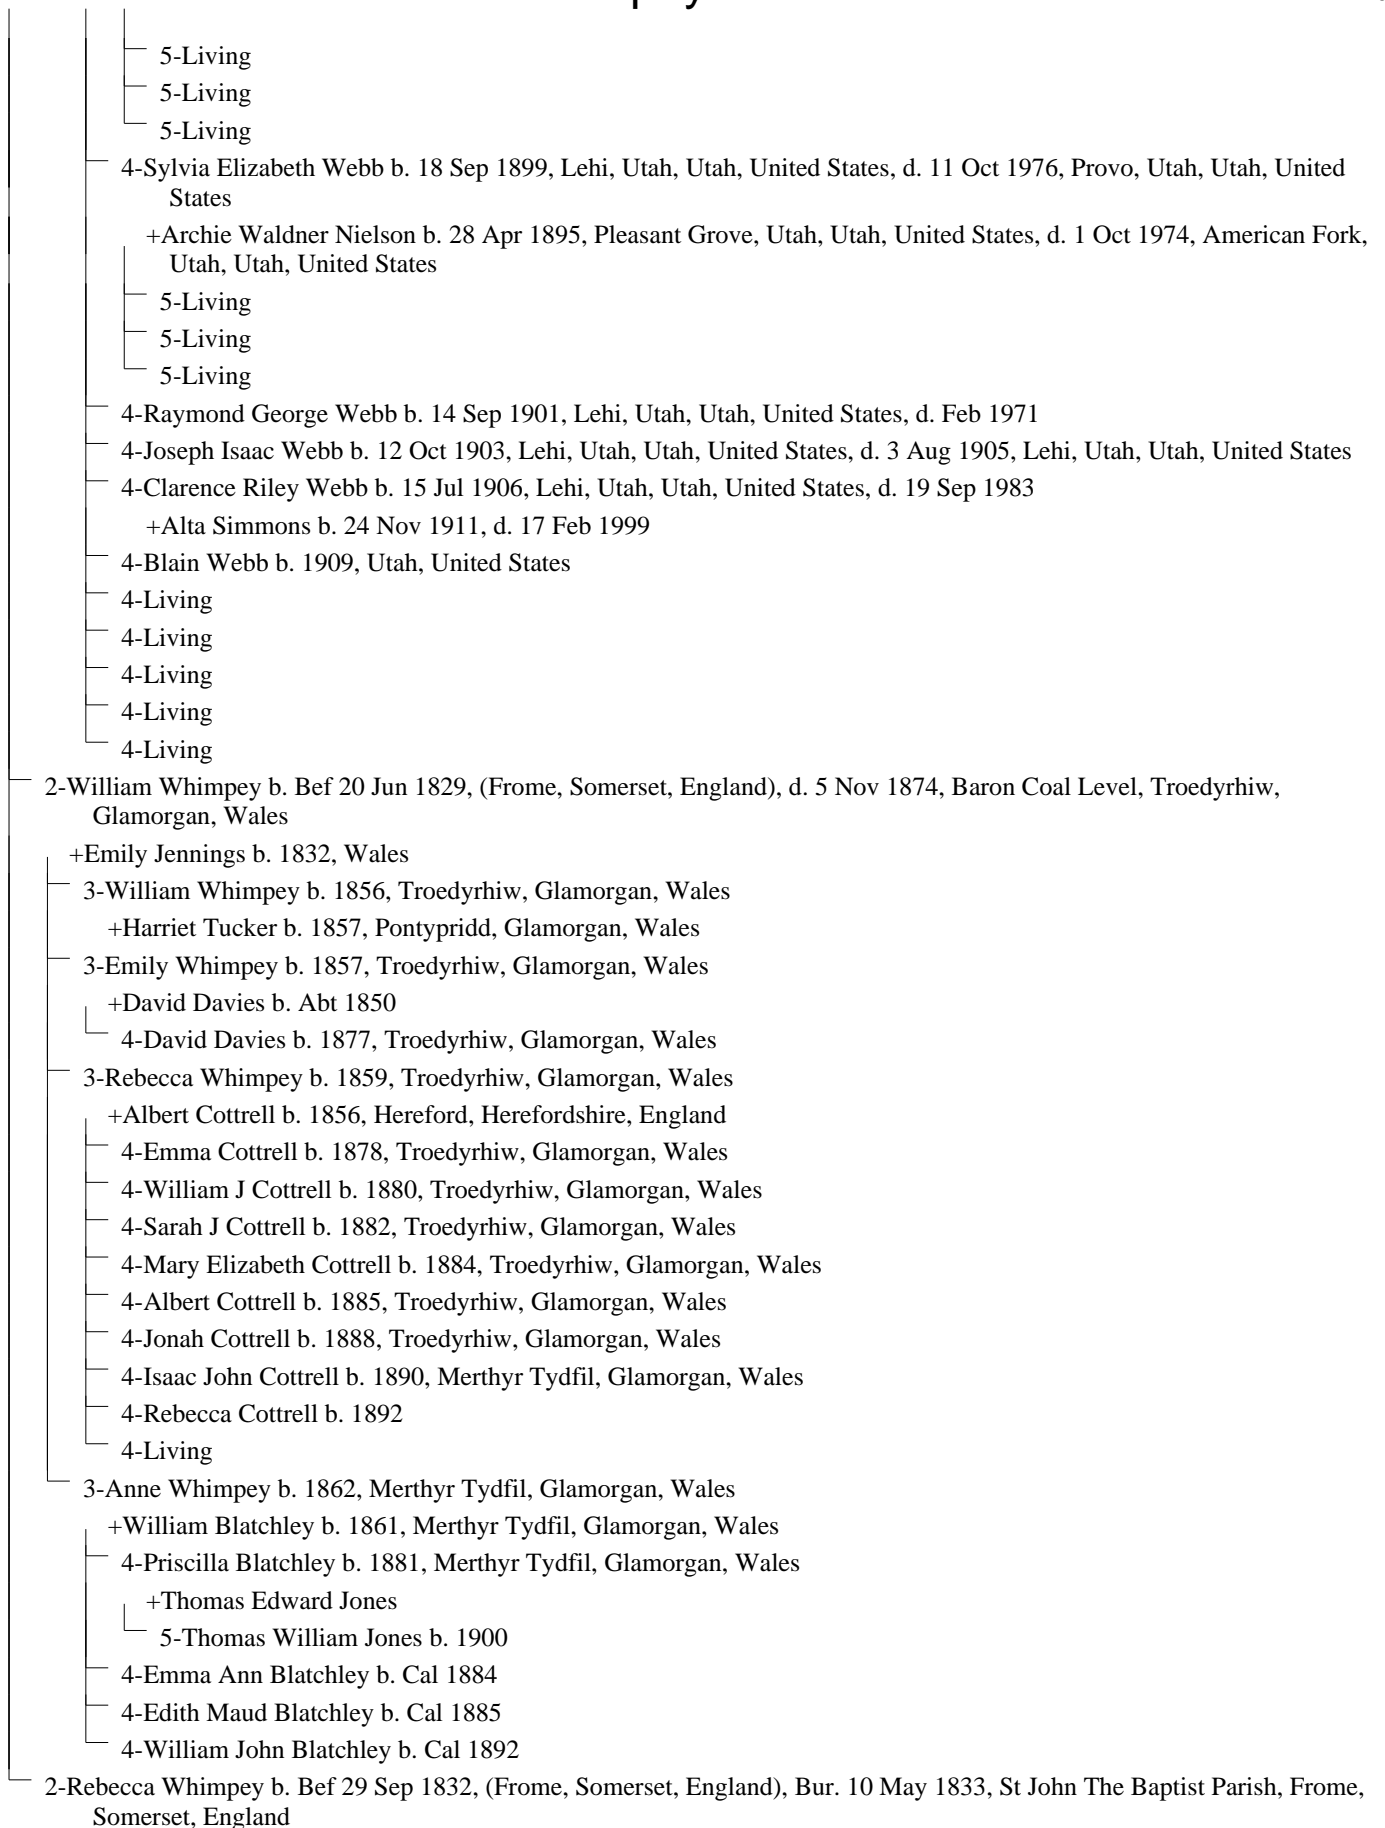 5-Living
5-Living
5-Living
4-Sylvia Elizabeth Webb b. 18 Sep 1899, Lehi, Utah, Utah, United States, d. 11 Oct 1976, Provo, Utah, Utah, United
States
+Archie Waldner Nielson b. 28 Apr 1895, Pleasant Grove, Utah, Utah, United States, d. 1 Oct 1974, American Fork,
Utah, Utah, United States
5-Living
5-Living
5-Living
4-Raymond George Webb b. 14 Sep 1901, Lehi, Utah, Utah, United States, d. Feb 1971
4-Joseph Isaac Webb b. 12 Oct 1903, Lehi, Utah, Utah, United States, d. 3 Aug 1905, Lehi, Utah, Utah, United States
4-Clarence Riley Webb b. 15 Jul 1906, Lehi, Utah, Utah, United States, d. 19 Sep 1983
+Alta Simmons b. 24 Nov 1911, d. 17 Feb 1999
4-Blain Webb b. 1909, Utah, United States
4-Living
4-Living
4-Living
4-Living
4-Living
2-William Whimpey b. Bef 20 Jun 1829, (Frome, Somerset, England), d. 5 Nov 1874, Baron Coal Level, Troedyrhiw,
Glamorgan, Wales
+Emily Jennings b. 1832, Wales
3-William Whimpey b. 1856, Troedyrhiw, Glamorgan, Wales
+Harriet Tucker b. 1857, Pontypridd, Glamorgan, Wales
3-Emily Whimpey b. 1857, Troedyrhiw, Glamorgan, Wales
+David Davies b. Abt 1850
4-David Davies b. 1877, Troedyrhiw, Glamorgan, Wales
3-Rebecca Whimpey b. 1859, Troedyrhiw, Glamorgan, Wales
+Albert Cottrell b. 1856, Hereford, Herefordshire, England
4-Emma Cottrell b. 1878, Troedyrhiw, Glamorgan, Wales
4-William J Cottrell b. 1880, Troedyrhiw, Glamorgan, Wales
4-Sarah J Cottrell b. 1882, Troedyrhiw, Glamorgan, Wales
4-Mary Elizabeth Cottrell b. 1884, Troedyrhiw, Glamorgan, Wales
4-Albert Cottrell b. 1885, Troedyrhiw, Glamorgan, Wales
4-Jonah Cottrell b. 1888, Troedyrhiw, Glamorgan, Wales
4-Isaac John Cottrell b. 1890, Merthyr Tydfil, Glamorgan, Wales
4-Rebecca Cottrell b. 1892
4-Living
3-Anne Whimpey b. 1862, Merthyr Tydfil, Glamorgan, Wales
+William Blatchley b. 1861, Merthyr Tydfil, Glamorgan, Wales
4-Priscilla Blatchley b. 1881, Merthyr Tydfil, Glamorgan, Wales
+Thomas Edward Jones
5-Thomas William Jones b. 1900
4-Emma Ann Blatchley b. Cal 1884
4-Edith Maud Blatchley b. Cal 1885
4-William John Blatchley b. Cal 1892
2-Rebecca Whimpey b. Bef 29 Sep 1832, (Frome, Somerset, England), Bur. 10 May 1833, St John The Baptist Parish, Frome,
Somerset, England